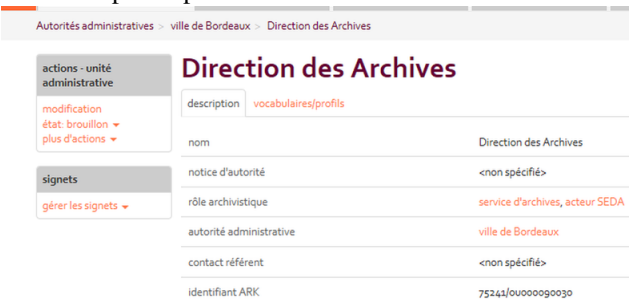 Autorités administratives > ville de Bordeaux > Direction des Archives
actions - unité administrative
modification
état: brouillon
plus d'actions
signets
gérer les signets
Direction des Archives
description vocabulaires/profils
nom Direction des Archives
notice d'autorité <non spécifié>
rôle archivistique service d'archives, acteur SEDA
autorité administrative ville de Bordeaux
contact référent <non spécifié>
identifiant ARK 75241/0u000090030